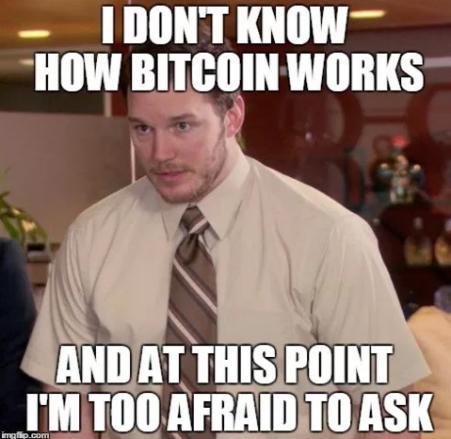 I DON'T KNOW
HOW BITCOIN WORKS
AND AT THIS POINT
I'M TOO AFRAID TO ASK
imgflip.com